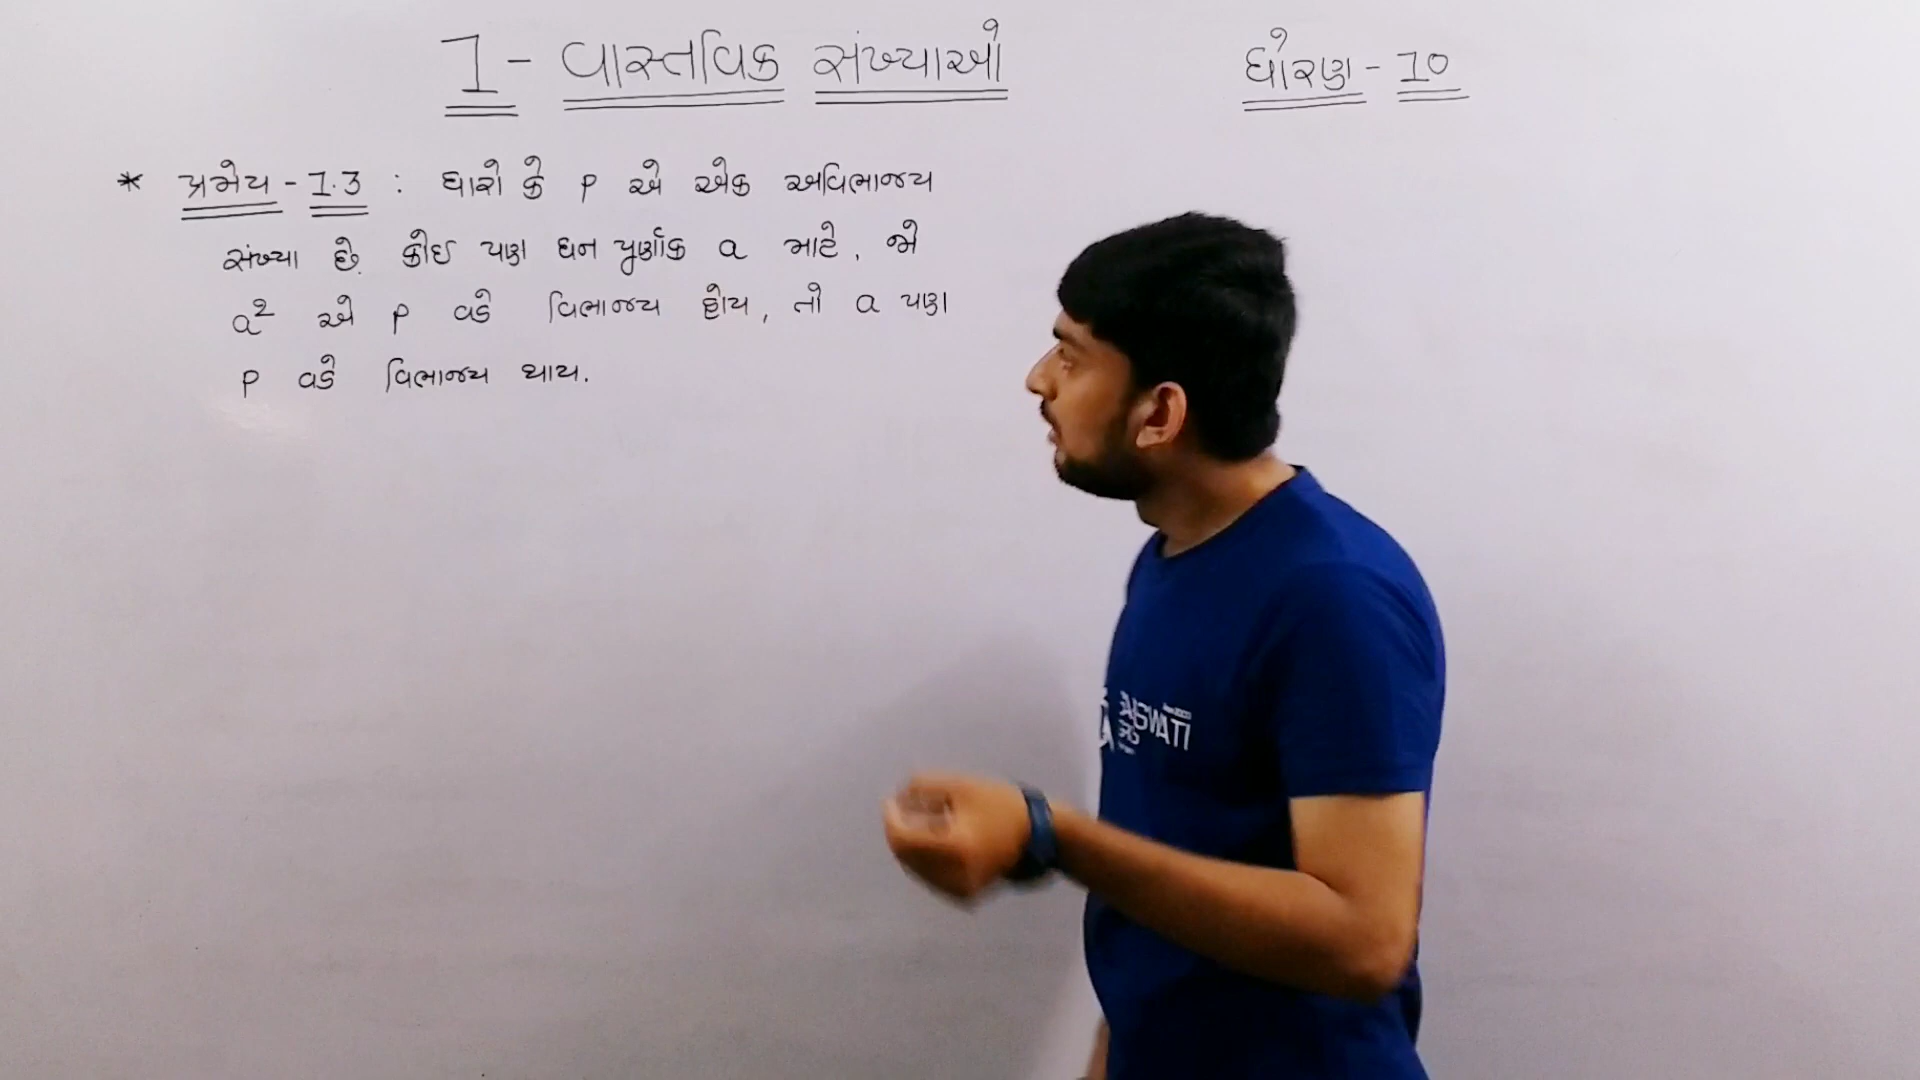 1 - વાસ્તવિક સંખ્યાઓ
ધોરણ - 10
* પ્રમેય - 1.3 : ધારો કે P એ એક અવિભાજ્ય
સંખ્યા છે. કોઈ પણ ધન પૂર્ણાંક a માટે, જો
a² એ P વડે વિભાજ્ય હોય, તો a પણ
P વડે વિભાજ્ય થાય.